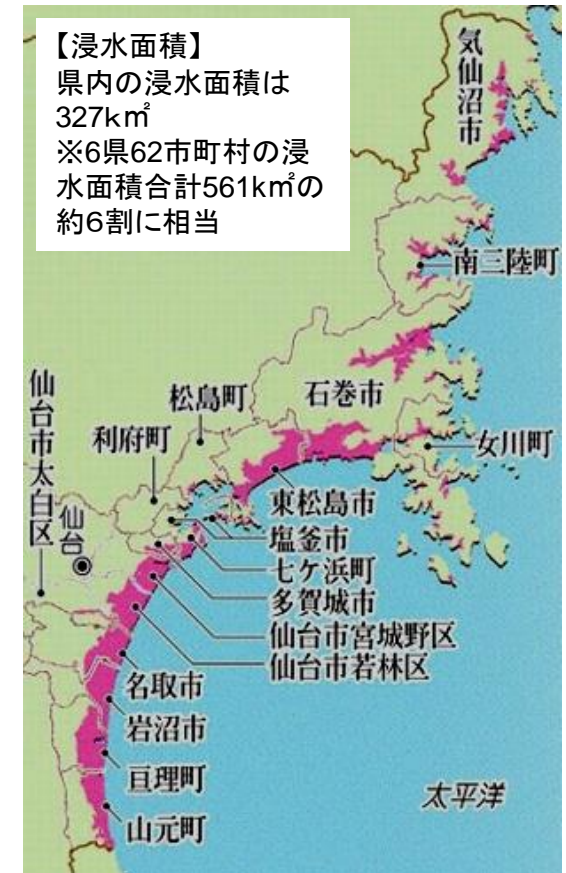 【浸水面積】
県内の浸水面積は
327k㎡
※6県62市町村の浸
水面積合計561k㎡の
約6割に相当
気仙沼市
南三陸町
石巻市
松島町
女川町
利府町
仙台市太白区
仙台
東松島市
塩釜市
七ケ浜町
多賀城市
仙台市宮城野区
仙台市若林区
名取市
岩沼市
亘理町
山元町
太平洋